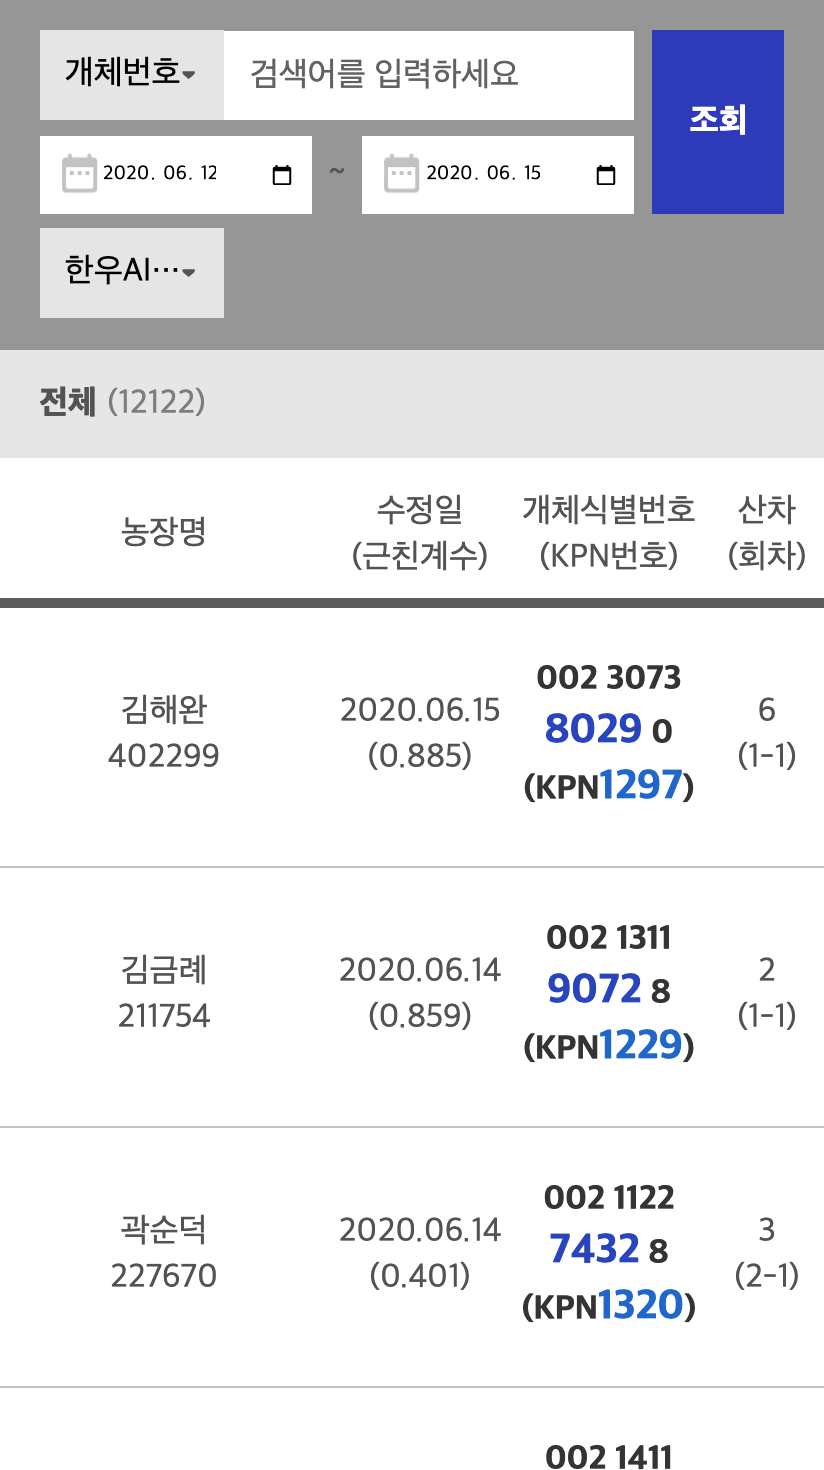 개체번호
검색어를 입력하세요
조회
2020. 06. 12
~
2020. 06. 15
한우AI···
전체 (12122)
농장명
수정일
(근친계수)
개체식별번호
(KPN번호)
산차
(회차)
김해완
402299
2020.06.15
(0.885)
002 3073
8029 0
(KPN1297)
6
(1-1)
김금례
211754
2020.06.14
(0.859)
002 1311
9072 8
(KPN1229)
2
(1-1)
곽순덕
227670
2020.06.14
(0.401)
002 1122
7432 8
(KPN1320)
3
(2-1)
002 1411